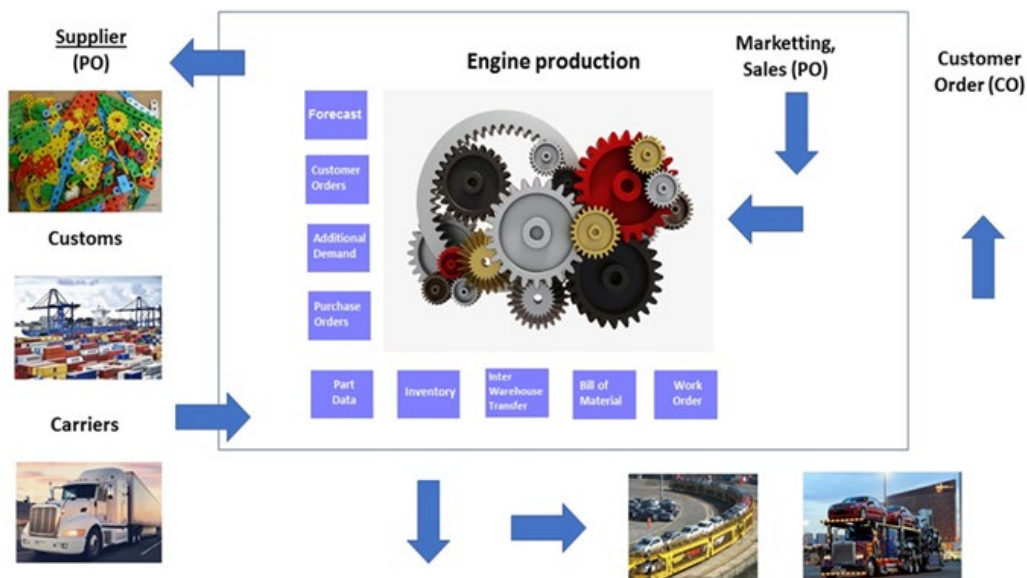 Supplier
(PO)
Engine production
Marketting,
Sales (PO)
Customer
Order (CO)
Forecast
Customer
Orders
Additional
Demand
Purchase
Orders
Customs
Part
Data
Inventory
Inter
Warehouse
Transfer
Bill of
Material
Work
Order
Carriers